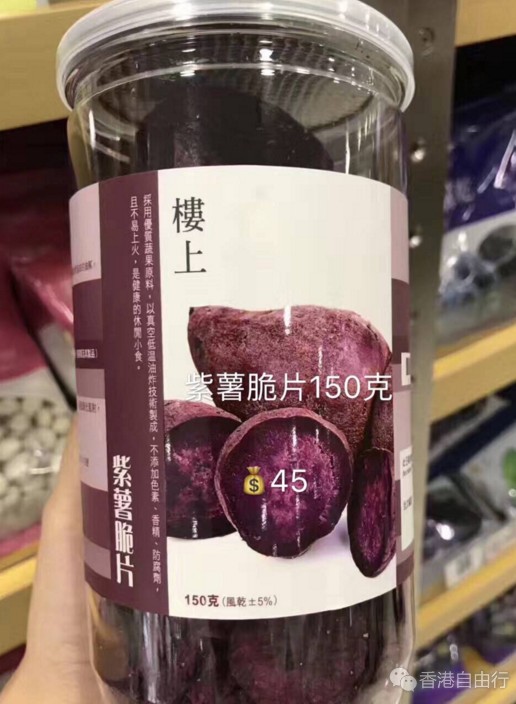 樓上
採用優質蔬果原料，以真空低溫油炸技術製成，不添加色素、香精、防腐劑，
且不易上火，是健康的休閒小食。
紫薯脆片
紫薯脆片150克
💰45
150克(風乾±5%)
香港自由行